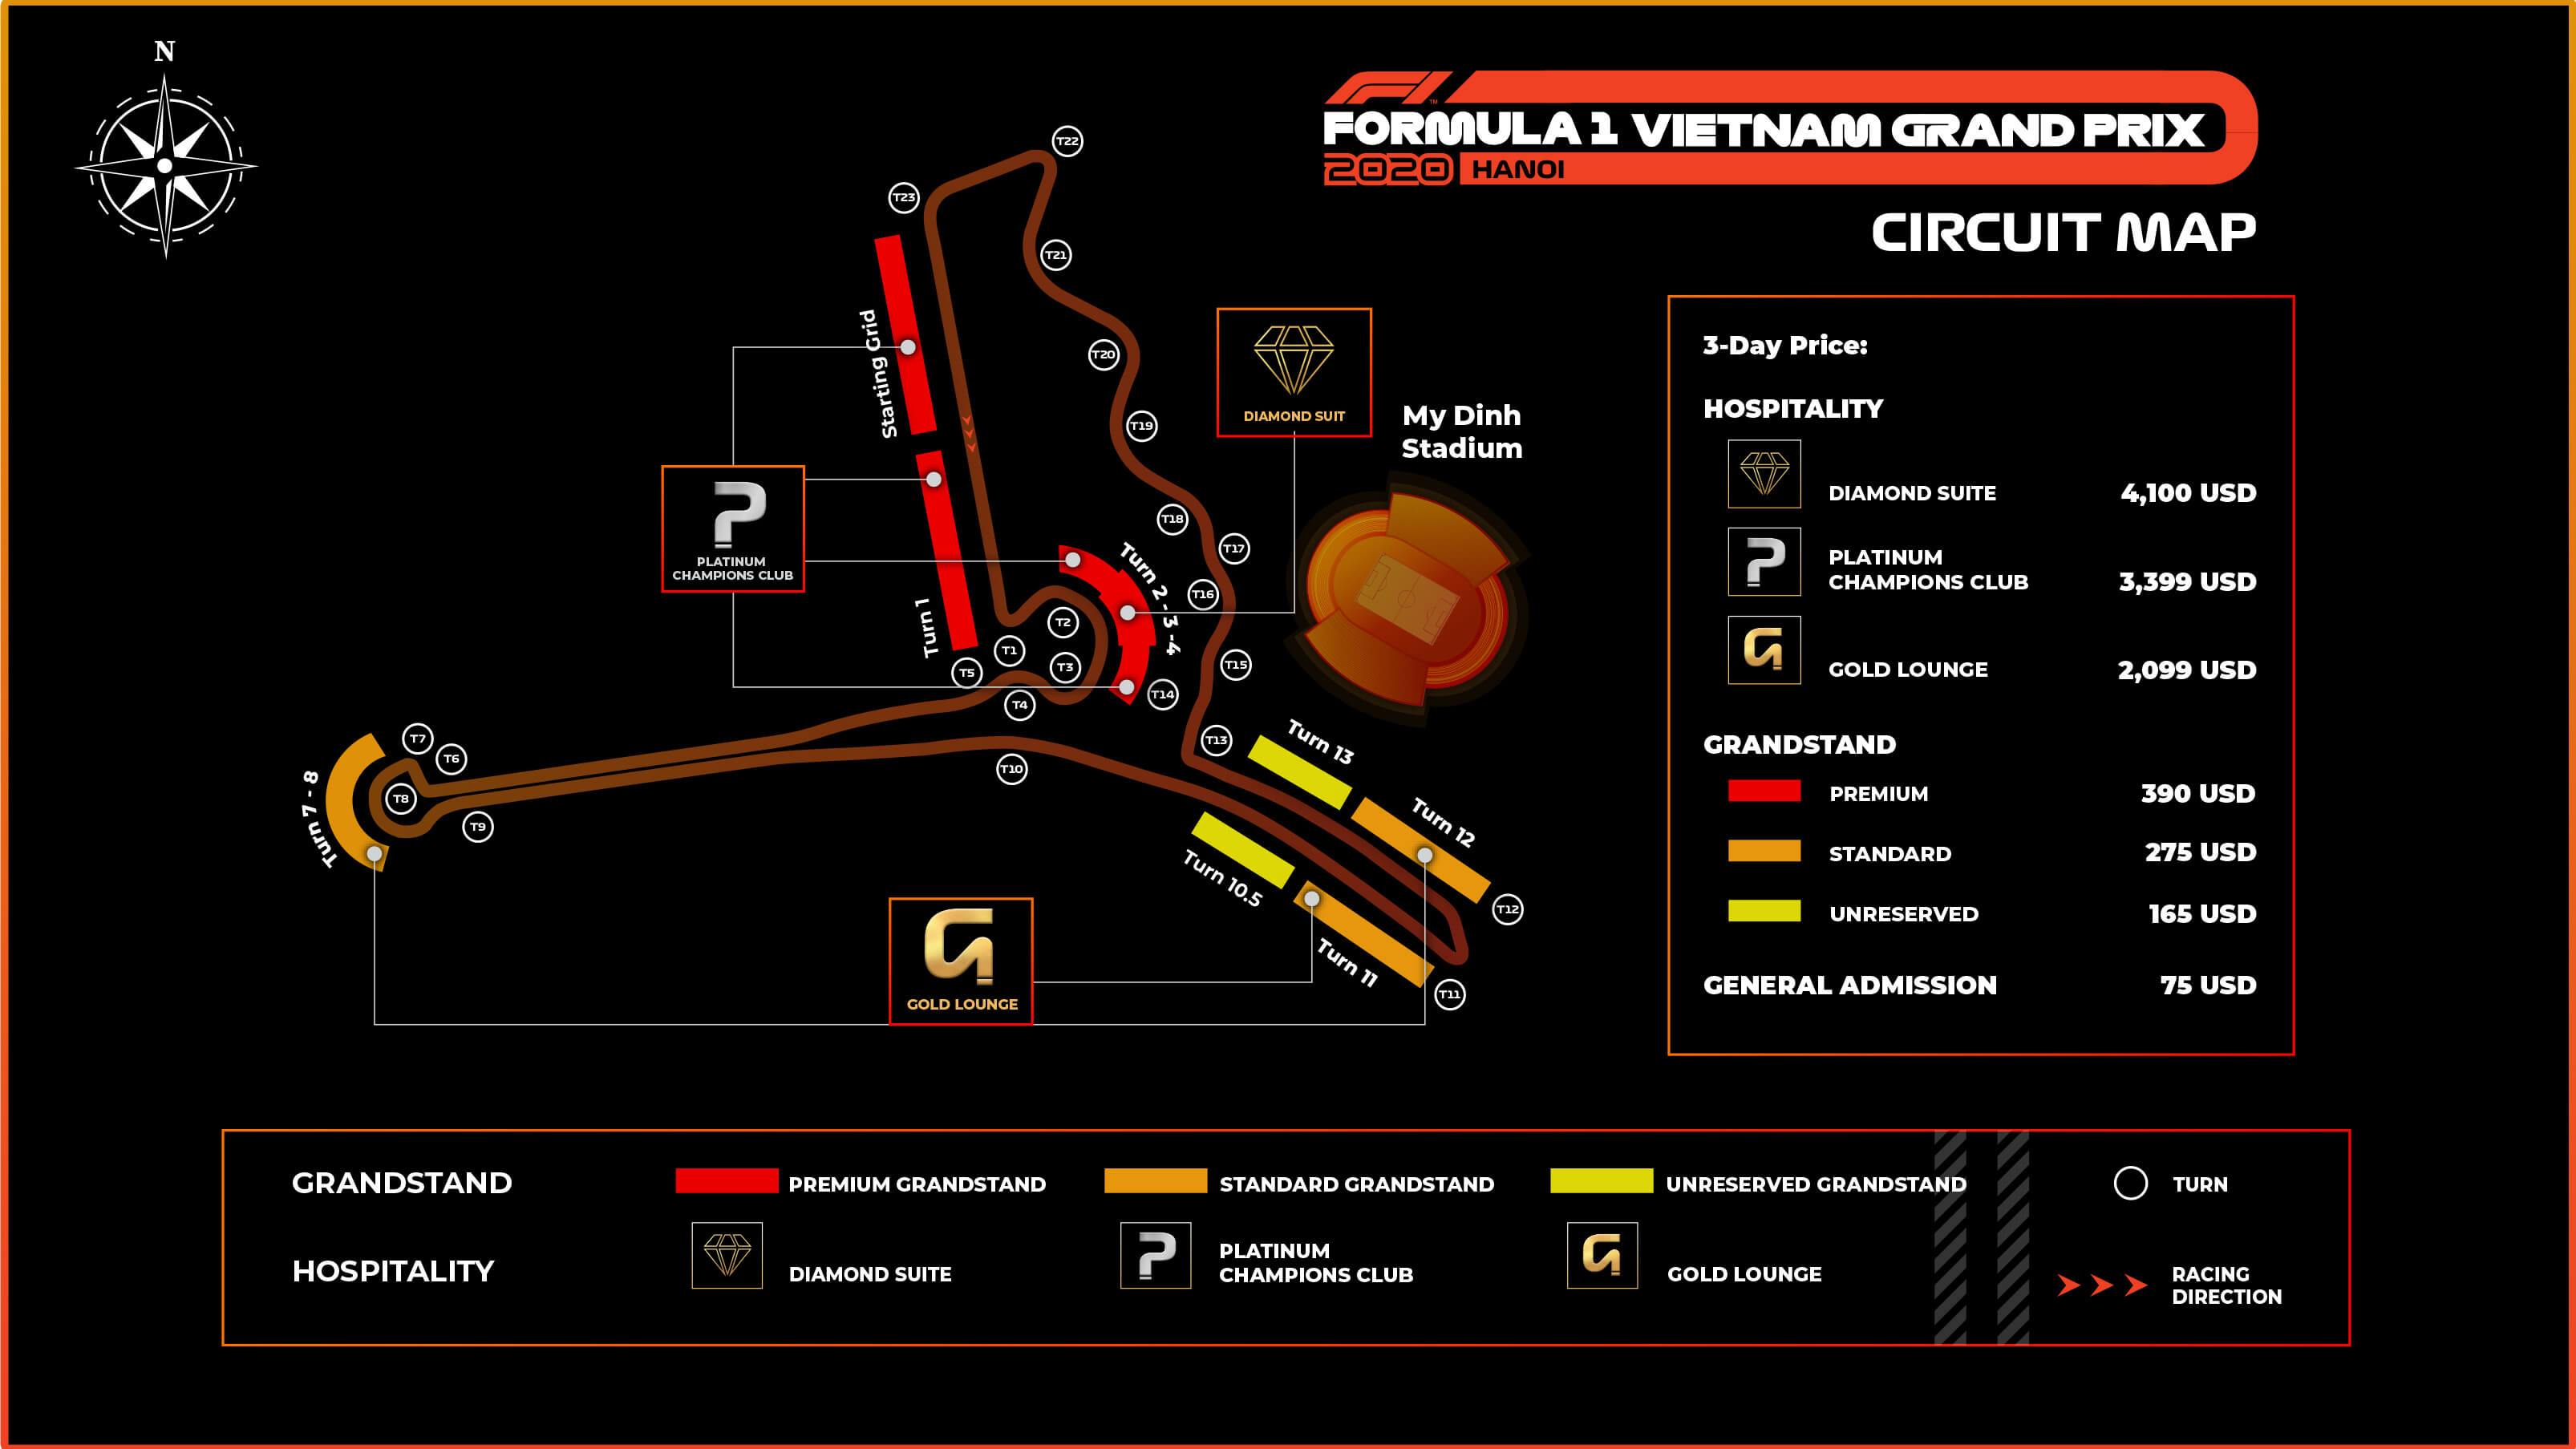 N
FORMULA 1 VIETNAM GRAND PRIX
2020 HANOI
TM
CIRCUIT MAP
T22
T23
T21
T20
T19
T18
T17
T16
T15
T14
T13
T2
T1
T3
T5
T4
T7
T6
T8
T9
T10
T12
T11
Starting Grid
Turn 1
Turn 2 - 3 - 4
Turn 7 - 8
Turn 13
Turn 12
Turn 10.5
Turn 11
DIAMOND SUIT
My Dinh
Stadium
PLATINUM
CHAMPIONS CLUB
GOLD LOUNGE
3-Day Price:
HOSPITALITY
DIAMOND SUITE 4,100 USD
PLATINUM
CHAMPIONS CLUB 3,399 USD
GOLD LOUNGE 2,099 USD
GRANDSTAND
PREMIUM 390 USD
STANDARD 275 USD
UNRESERVED 165 USD
GENERAL ADMISSION 75 USD
GRANDSTAND
PREMIUM GRANDSTAND
STANDARD GRANDSTAND
UNRESERVED GRANDSTAND
TURN
HOSPITALITY
DIAMOND SUITE
PLATINUM
CHAMPIONS CLUB
GOLD LOUNGE
RACING
DIRECTION